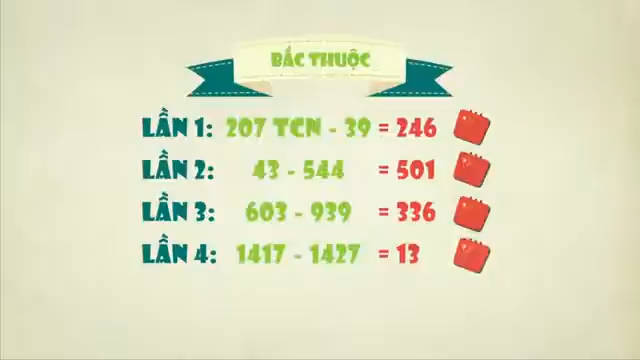 BẮC THUỘC
LẦN 1: 207 TCN - 39 = 246
LẦN 2: 43 - 544 = 501
LẦN 3: 603 - 939 = 336
LẦN 4: 1417 - 1427 = 13